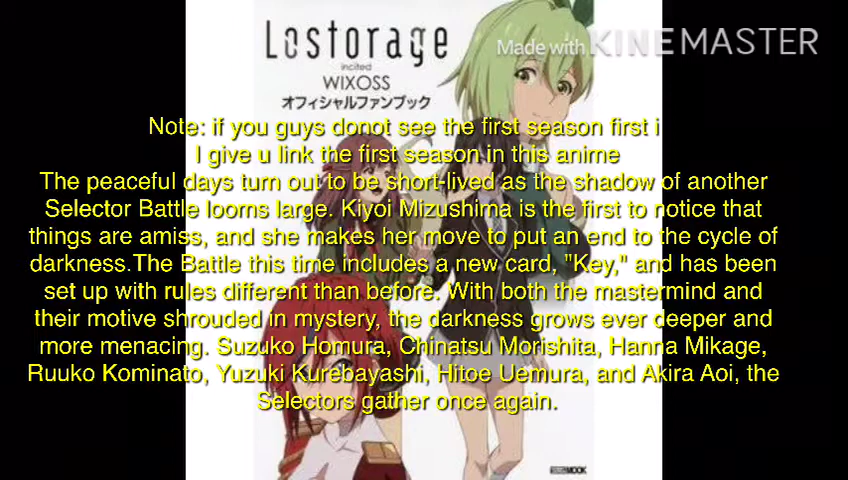 Lostorage
incited
WIXOSS
オフィシャルファンブック
Made with KINEMASTER
Note: if you guys donot see the first season first i
I give u link the first season in this anime
The peaceful days turn out to be short-lived as the shadow of another
Selector Battle looms large. Kiyoi Mizushima is the first to notice that
things are amiss, and she makes her move to put an end to the cycle of
darkness.The Battle this time includes a new card, "Key," and has been
set up with rules different than before. With both the mastermind and
their motive shrouded in mystery, the darkness grows ever deeper and
more menacing. Suzuko Homura, Chinatsu Morishita, Hanna Mikage,
Ruuko Kominato, Yuzuki Kurebayashi, Hitoe Uemura, and Akira Aoi, the
Selectors gather once again.
MOOK